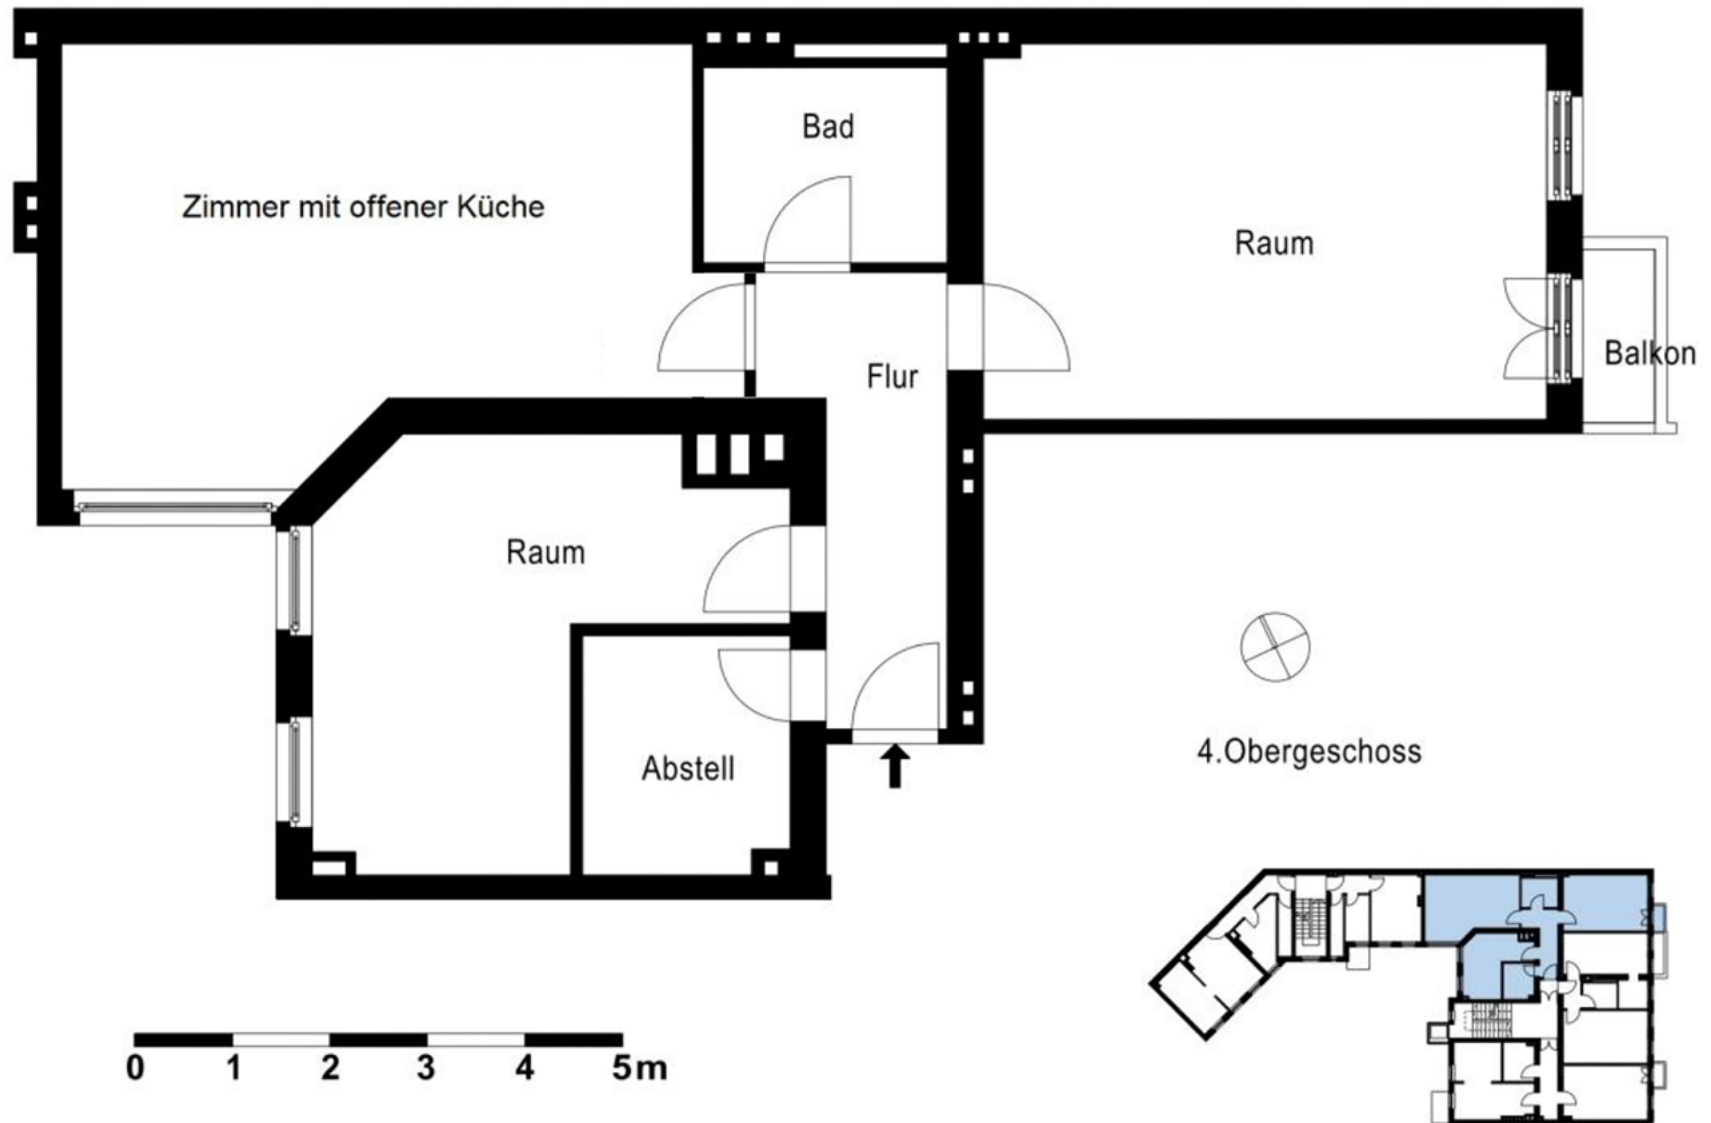 Bad
Zimmer mit offener Küche
Raum
Balkon
Flur
Raum
Abstell
4.Obergeschoss
0 1 2 3 4 5m